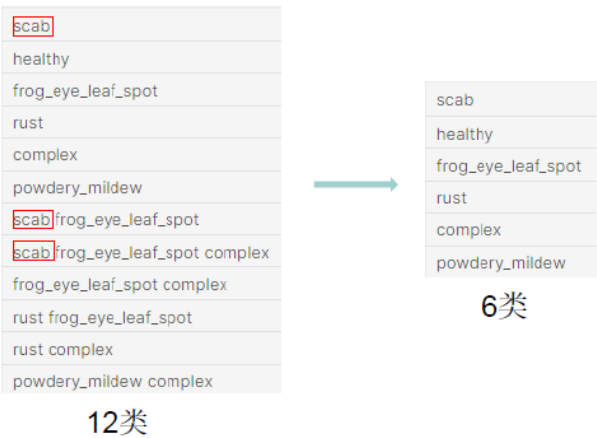 scab
healthy
frog_eye_leaf_spot
rust
complex
powdery_mildew
scab frog_eye_leaf_spot
scab frog_eye_leaf_spot complex
frog_eye_leaf_spot complex
rust frog_eye_leaf_spot
rust complex
powdery_mildew complex
12类
scab
healthy
frog_eye_leaf_spot
rust
complex
powdery_mildew
6类